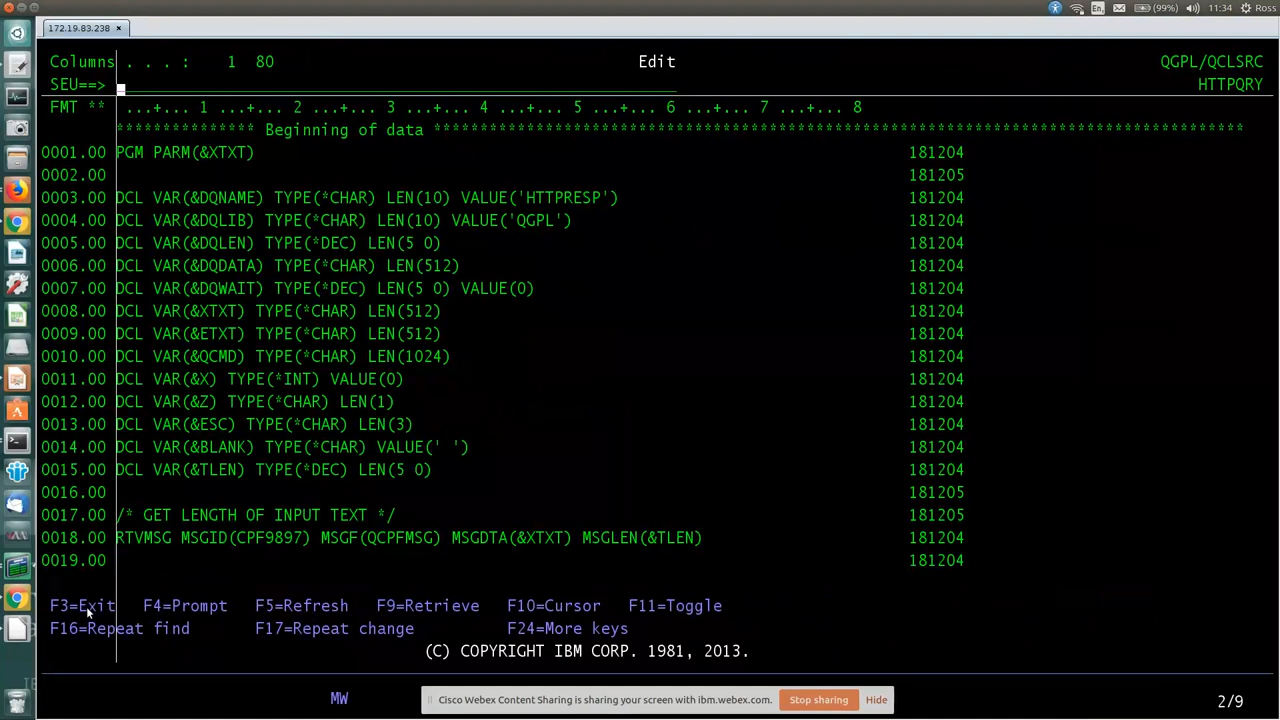 En (99%) 11:34 Ross
172.19.83.238 ×
Columns . . . :    1  80    Edit    QGPL/QCLSRC
SEU==>    HTTPQRY
FMT **  ...+... 1 ...+... 2 ...+... 3 ...+... 4 ...+... 5 ...+... 6 ...+... 7 ...+... 8
*************** Beginning of data ***************************************************************************************
0001.00 PGM PARM(&XTXT)    181204
0002.00    181205
0003.00 DCL VAR(&DQNAME) TYPE(*CHAR) LEN(10) VALUE('HTTPRESP')    181204
0004.00 DCL VAR(&DQLIB) TYPE(*CHAR) LEN(10) VALUE('QGPL')    181204
0005.00 DCL VAR(&DQLEN) TYPE(*DEC) LEN(5 0)    181204
0006.00 DCL VAR(&DQDATA) TYPE(*CHAR) LEN(512)    181204
0007.00 DCL VAR(&DQWAIT) TYPE(*DEC) LEN(5 0) VALUE(0)    181204
0008.00 DCL VAR(&XTXT) TYPE(*CHAR) LEN(512)    181204
0009.00 DCL VAR(&ETXT) TYPE(*CHAR) LEN(512)    181204
0010.00 DCL VAR(&QCMD) TYPE(*CHAR) LEN(1024)    181204
0011.00 DCL VAR(&X) TYPE(*INT) VALUE(0)    181204
0012.00 DCL VAR(&Z) TYPE(*CHAR) LEN(1)    181204
0013.00 DCL VAR(&ESC) TYPE(*CHAR) LEN(3)    181204
0014.00 DCL VAR(&BLANK) TYPE(*CHAR) VALUE(' ')    181204
0015.00 DCL VAR(&TLEN) TYPE(*DEC) LEN(5 0)    181204
0016.00    181205
0017.00 /* GET LENGTH OF INPUT TEXT */    181205
0018.00 RTVMSG MSGID(CPF9897) MSGF(QCPFMSG) MSGDTA(&XTXT) MSGLEN(&TLEN)    181204
0019.00    181204
F3=Exit   F4=Prompt   F5=Refresh   F9=Retrieve   F10=Cursor   F11=Toggle
F16=Repeat find       F17=Repeat change          F24=More keys
(C) COPYRIGHT IBM CORP. 1981, 2013.
MW    2/9
Cisco Webex Content Sharing is sharing your screen with ibm.webex.com. Stop sharing Hide